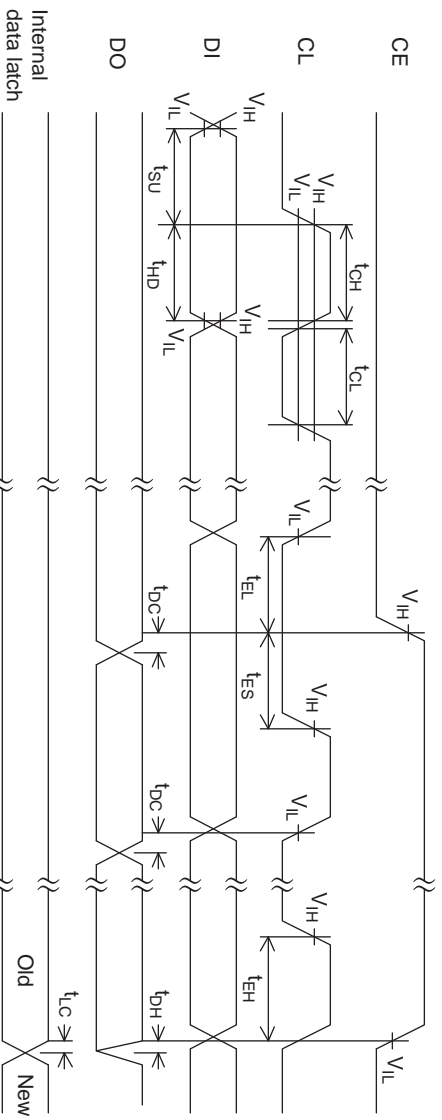 CE
V_IH
V_IL
CL
V_IH
V_IL
t_CH
t_CL
V_IL
t_EL
t_ES
V_IH
V_IL
V_IH
t_EH
DI
V_IH
V_IL
t_SU
t_HD
V_IH
V_IL
DO
t_DC
t_DC
t_DH
Internal
data latch
Old
New
t_LC